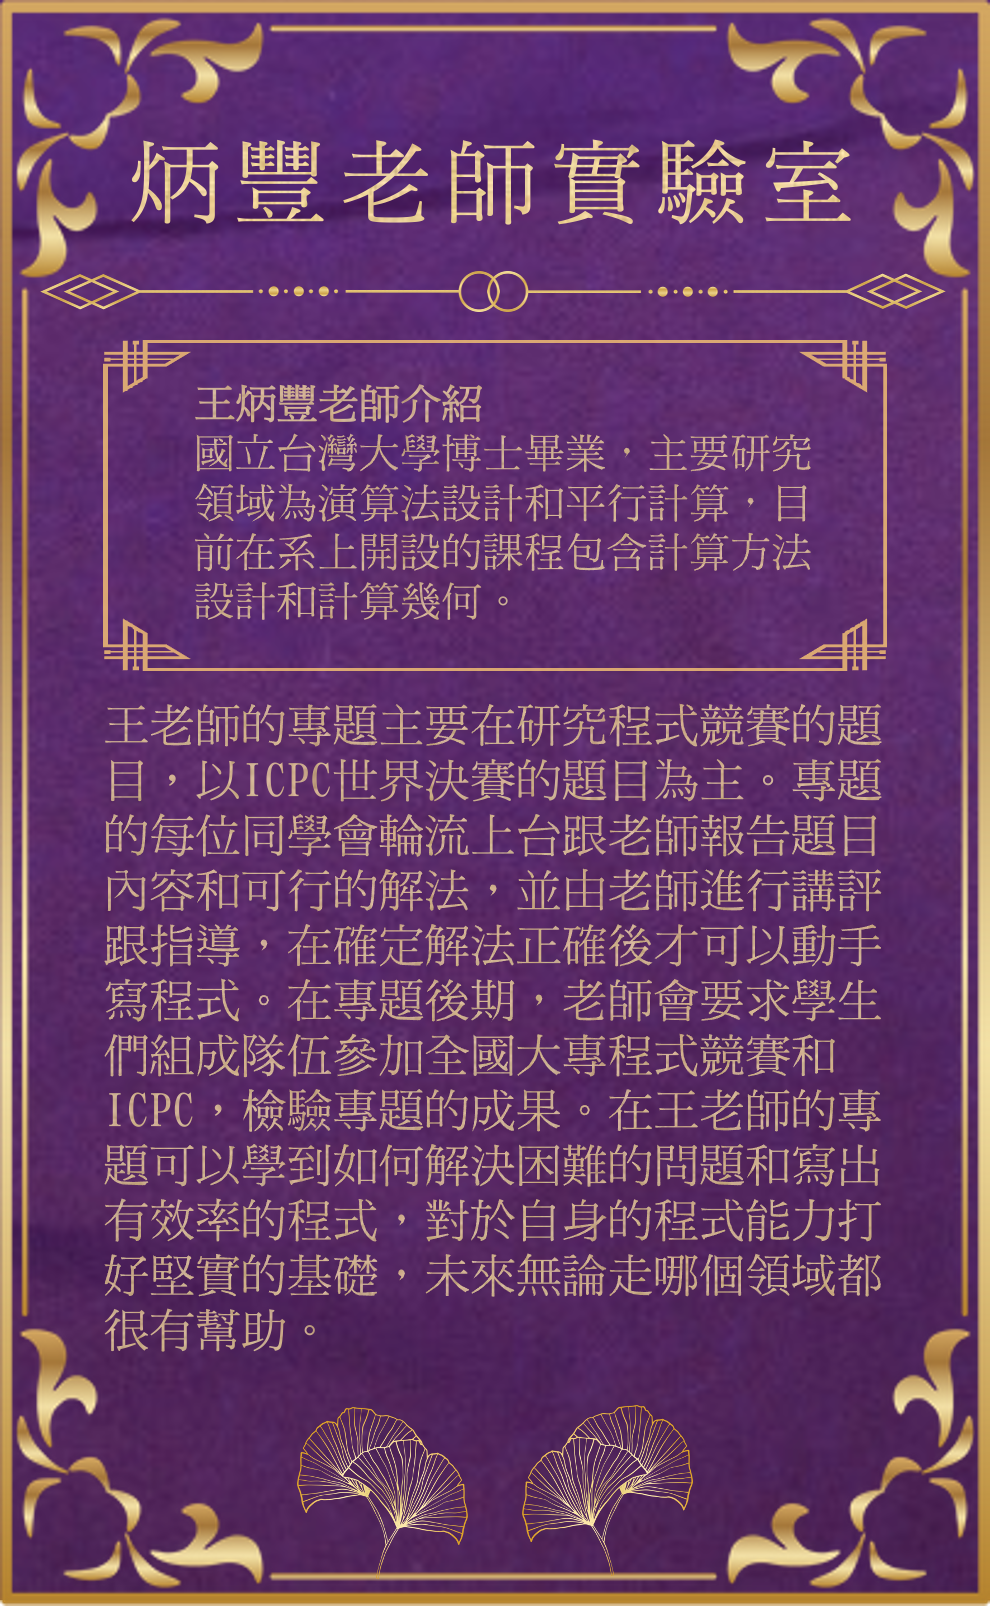 炳豐老師實驗室
王炳豐老師介紹
國立台灣大學博士畢業，主要研究
領域為演算法設計和平行計算，目
前在系上開設的課程包含計算方法
設計和計算幾何。
王老師的專題主要在研究程式競賽的題
目，以ICPC世界決賽的題目為主。專題
的每位同學會輪流上台跟老師報告題目
內容和可行的解法，並由老師進行講評
跟指導，在確定解法正確後才可以動手
寫程式。在專題後期，老師會要求學生
們組成隊伍參加全國大專程式競賽和
ICPC，檢驗專題的成果。在王老師的專
題可以學到如何解決困難的問題和寫出
有效率的程式，對於自身的程式能力打
好堅實的基礎，未來無論走哪個領域都
很有幫助。